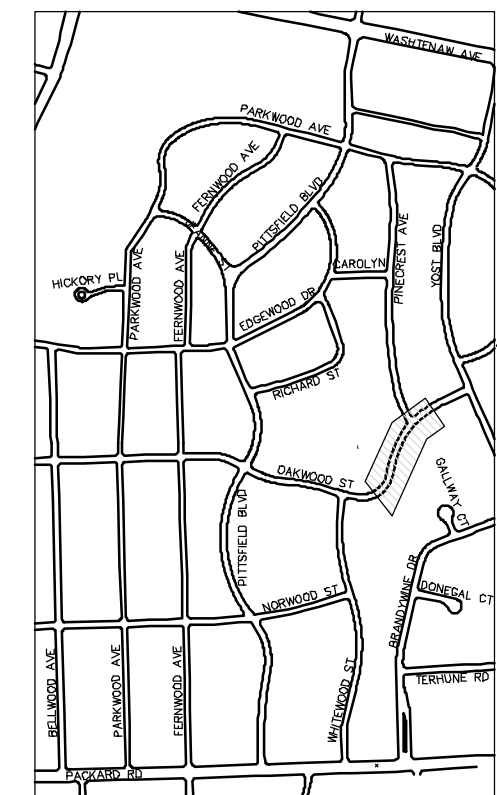 WASHTENAW AVE
PARKWOOD AVE
FERNWOOD AVE
PITTSFIELD BLVD
PINECREST AVE
YOST BLVD
CAROLYN
HICKORY PL
PARKWOOD AVE
FERNWOOD AVE
EDGEWOOD DR
RICHARD ST
OAKWOOD ST
GALLWAY CT
PITTSFIELD BLVD
NORWOOD ST
BRANDYWINE DR
DONEGAL CT
TERHUNE RD
BELLWOOD AVE
PARKWOOD AVE
FERNWOOD AVE
WHITEWOOD ST
PACKARD RD